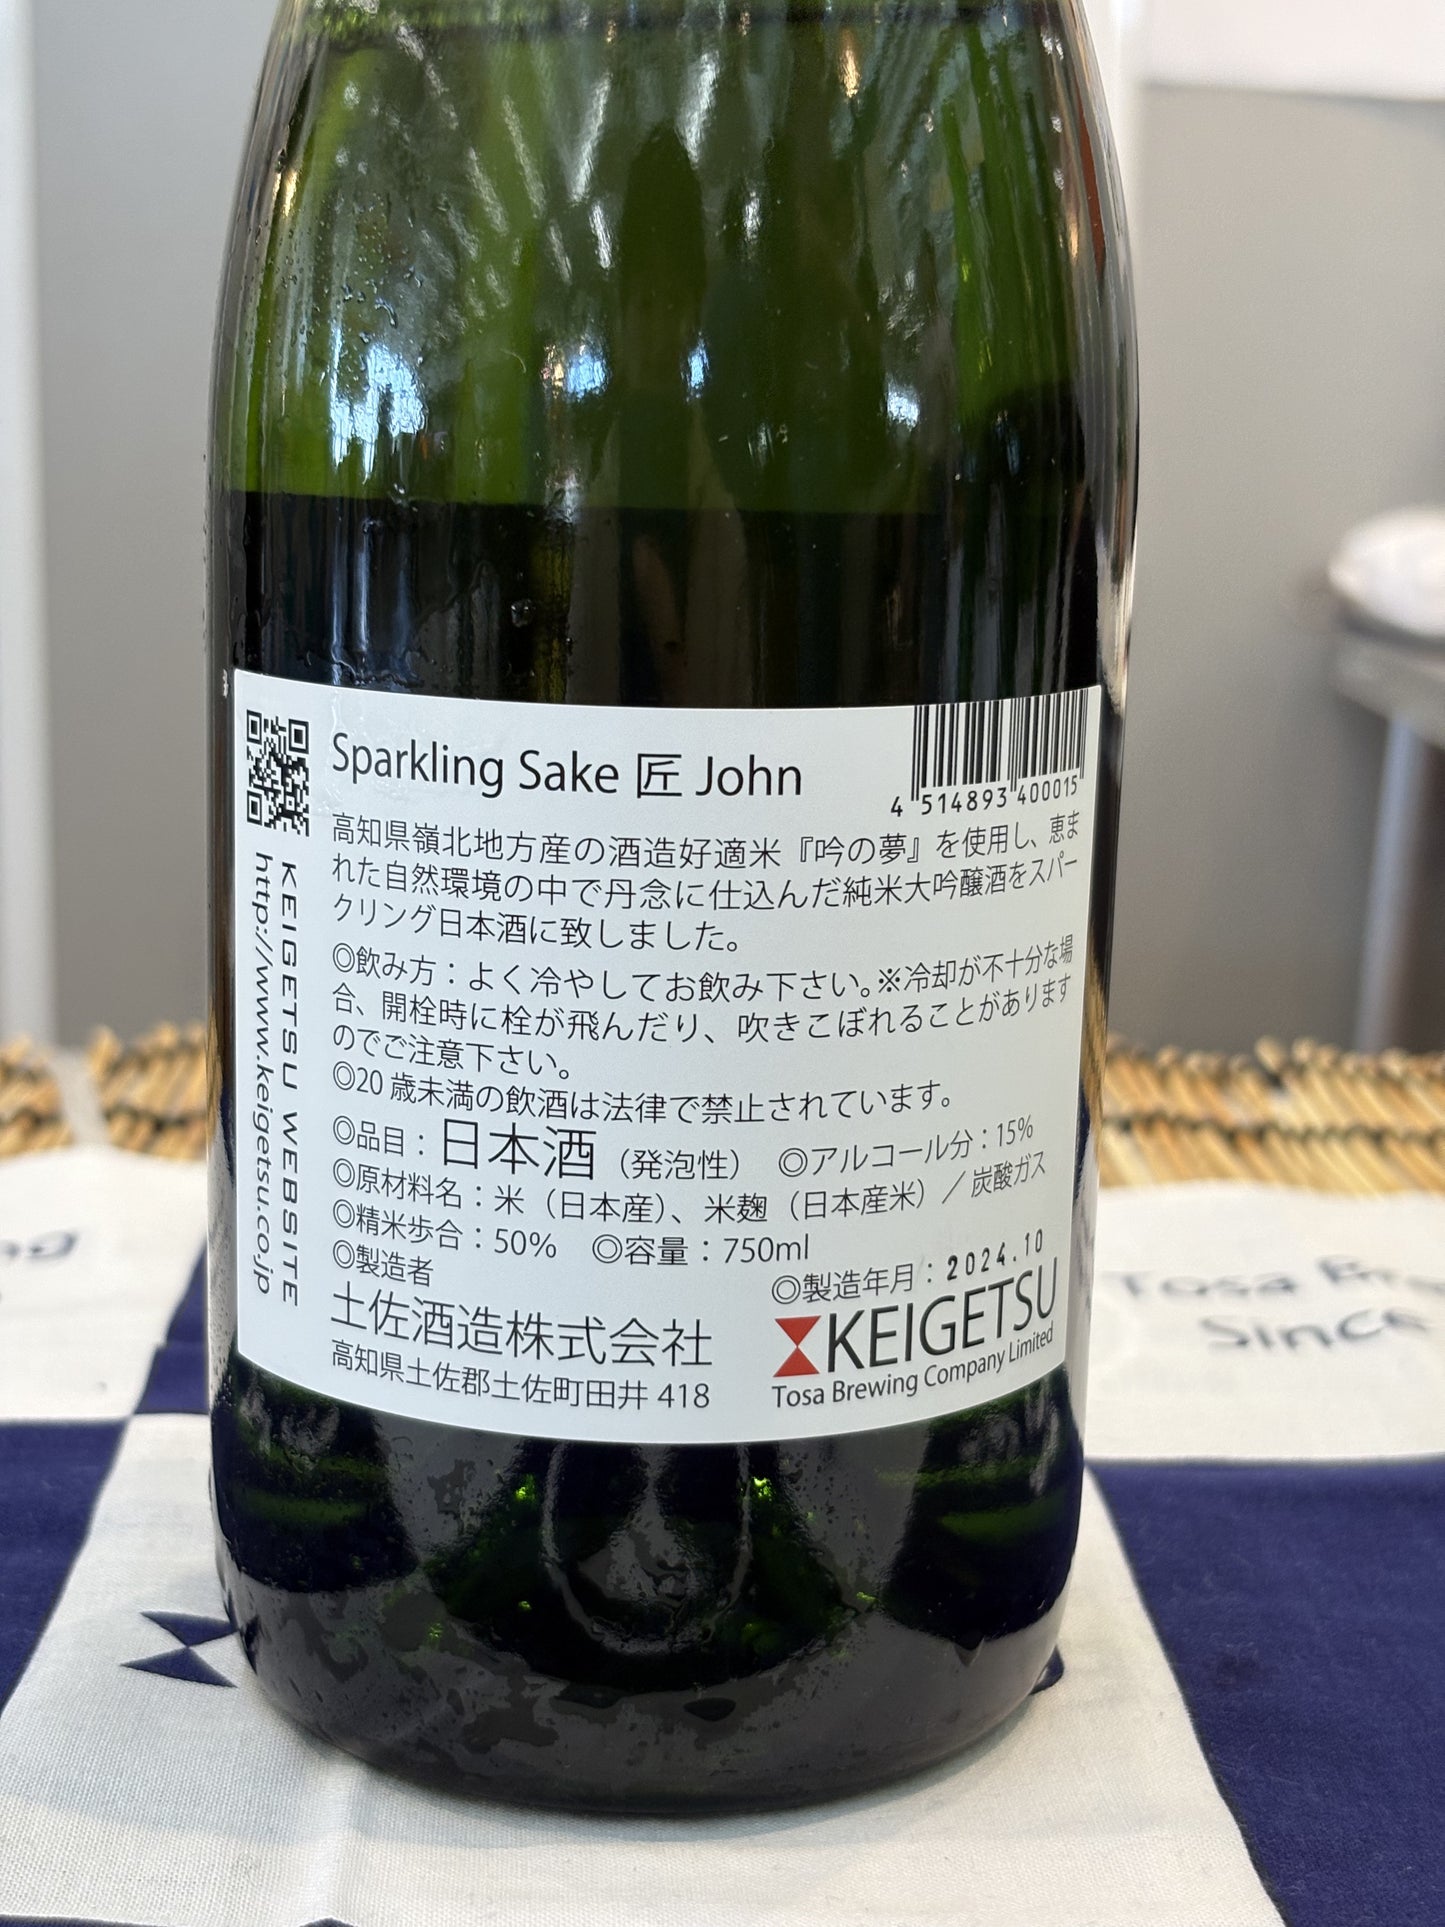 Sparkling Sake 匠 John
4 514893 400015
高知県嶺北地方産の酒造好適米『吟の夢』を使用し、恵ま
れた自然環境の中で丹念に仕込んだ純米大吟醸酒をスパー
クリング日本酒に致しました。
◎飲み方：よく冷やしてお飲み下さい。※冷却が不十分な場
合、開栓時に栓が飛んだり、吹きこぼれることがあります
のでご注意下さい。
◎20 歳未満の飲酒は法律で禁止されています。
◎品目：日本酒（発泡性） ◎アルコール分：15%
◎原材料名：米（日本産）、米麹（日本産米）／炭酸ガス
◎精米歩合：50% ◎容量：750ml
◎製造者
◎製造年月：2024.10
土佐酒造株式会社
高知県土佐郡土佐町田井 418
KEIGETSU
Tosa Brewing Company Limited
KEIGETSU WEBSITE
http://www.keigetsu.co.jp
Tosa
Since